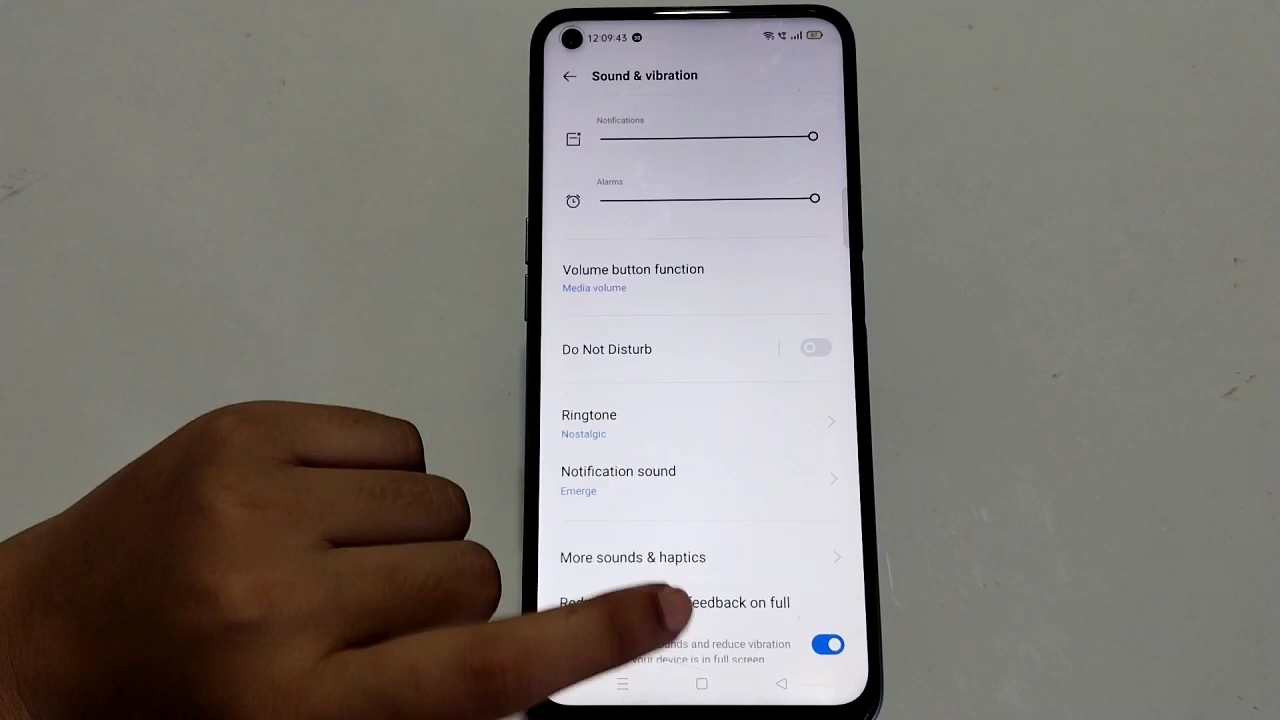 12:09:43
Sound & vibration
Notifications
Alarms
Volume button function
Media volume
Do Not Disturb
Ringtone
Nostalgic
Notification sound
Emerge
More sounds & haptics
feedback on full
and reduce vibration
your device is in full screen